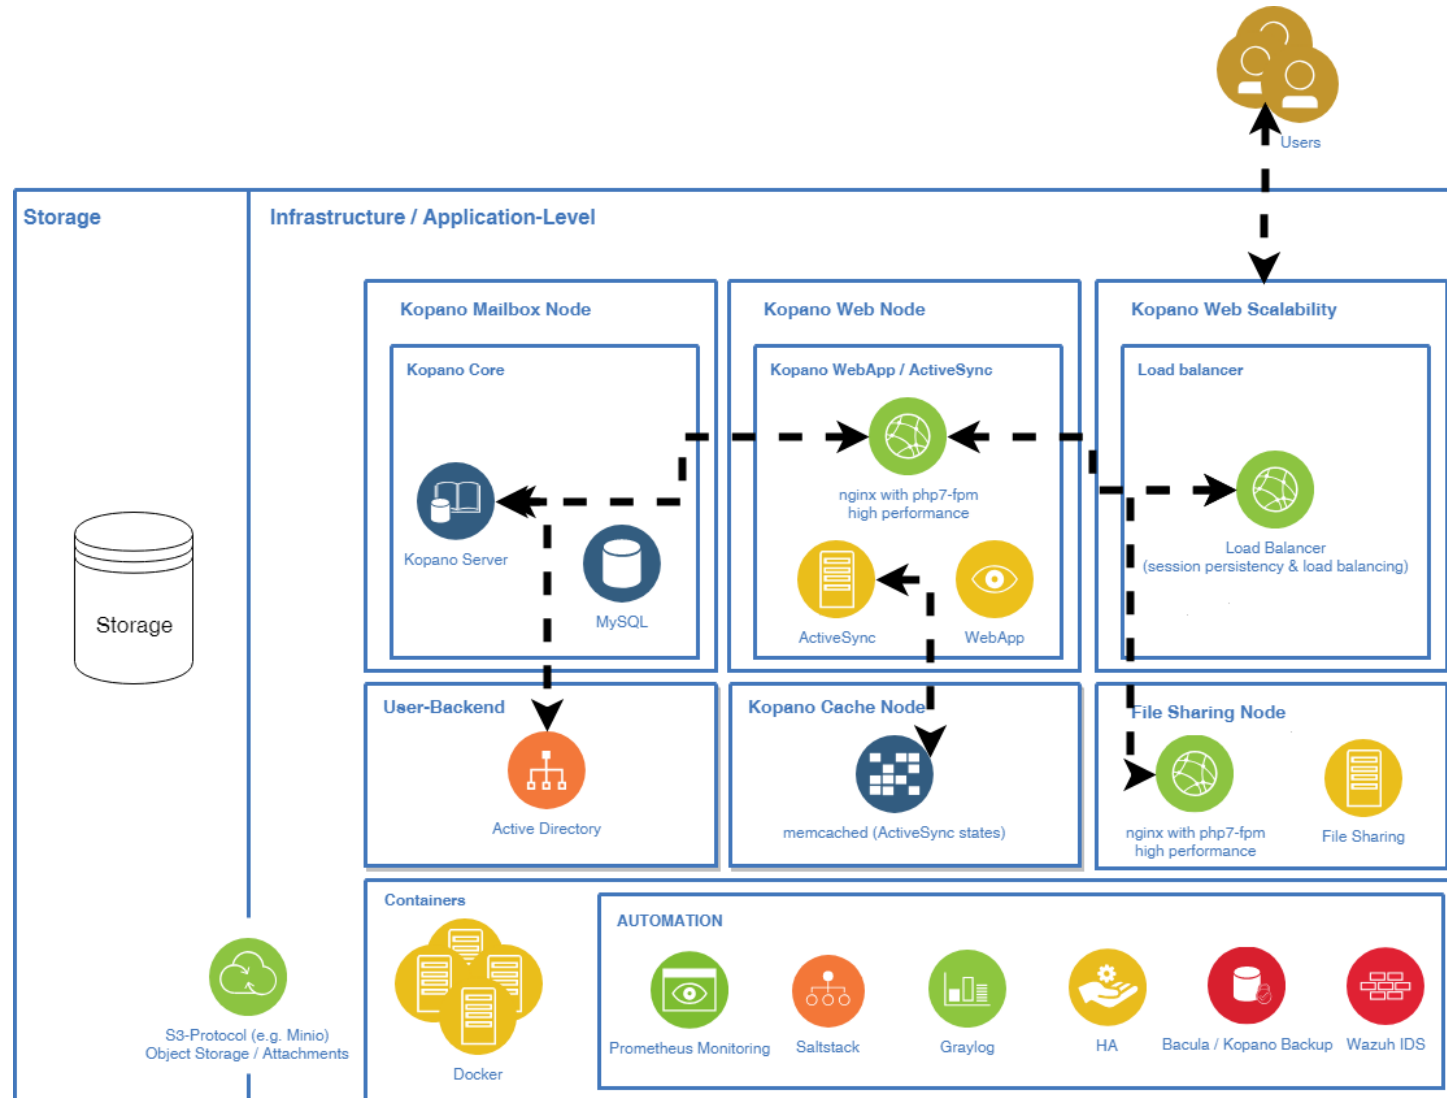 Users
Storage
Infrastructure / Application-Level
Kopano Mailbox Node
Kopano Web Node
Kopano Web Scalability
Kopano Core
Kopano WebApp / ActiveSync
Load balancer
nginx with php7-fpm
high performance
Kopano Server
MySQL
ActiveSync
WebApp
Load Balancer
(session persistency & load balancing)
Storage
User-Backend
Kopano Cache Node
File Sharing Node
Active Directory
memcached (ActiveSync states)
nginx with php7-fpm
high performance
File Sharing
Containers
AUTOMATION
S3-Protocol (e.g. Minio)
Object Storage / Attachments
Docker
Prometheus Monitoring
Saltstack
Graylog
HA
Bacula / Kopano Backup
Wazuh IDS